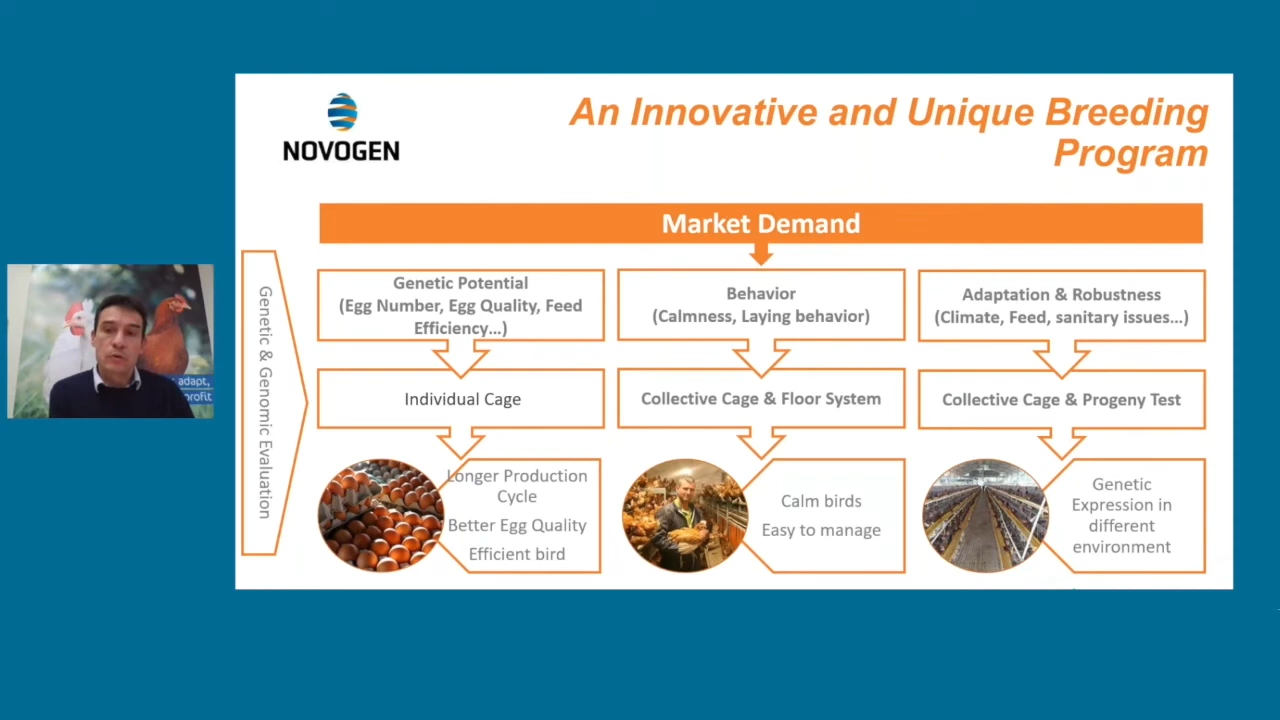 NOVOGEN
An Innovative and Unique Breeding
Program
Market Demand
Genetic & Genomic Evaluation
Genetic Potential
(Egg Number, Egg Quality, Feed
Efficiency...)
Individual Cage
Longer Production
Cycle
Better Egg Quality
Efficient bird
Behavior
(Calmness, Laying behavior)
Collective Cage & Floor System
Calm birds
Easy to manage
Adaptation & Robustness
(Climate, Feed, sanitary issues...)
Collective Cage & Progeny Test
Genetic
Expression in
different
environment
adapt,
profit